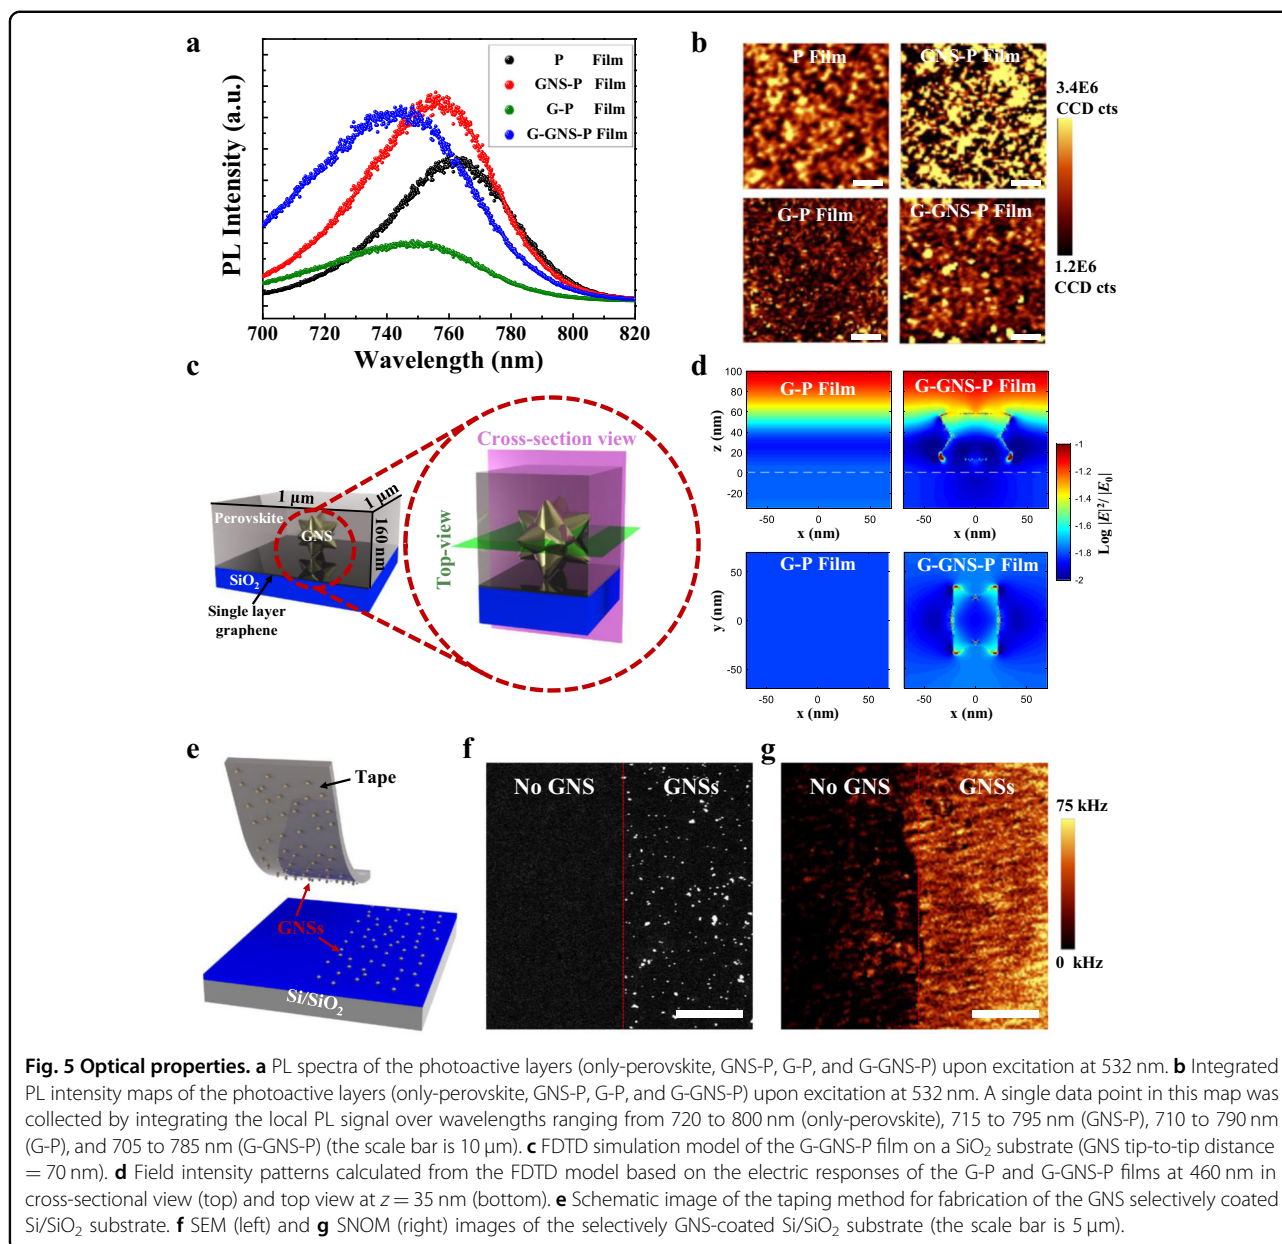 a
PL Intensity (a.u.)
P Film
GNS-P Film
G-P Film
G-GNS-P Film
700 720 740 760 780 800 820
Wavelength (nm)
b
P Film
GNS-P Film
G-P Film
G-GNS-P Film
3.4E6
CCD cts
1.2E6
CCD cts
c
1 μm
1 μm
Perovskite
GNS
160 nm
SiO2
Single layer
graphene
Cross-section view
Top-view
d
G-P Film
G-GNS-P Film
100
80
60
40
20
0
-20
z (nm)
-50 0 50
-50 0 50
x (nm)
x (nm)
G-P Film
G-GNS-P Film
50
0
-50
y (nm)
-50 0 50
-50 0 50
x (nm)
x (nm)
-1
-1.2
-1.4
-1.6
-1.8
-2
Log |E|²/|E0|
e
Tape
GNSs
Si/SiO2
f
No GNS
GNSs
g
No GNS
GNSs
75 kHz
0 kHz
Fig. 5 Optical properties. a PL spectra of the photoactive layers (only-perovskite, GNS-P, G-P, and G-GNS-P) upon excitation at 532 nm. b Integrated
PL intensity maps of the photoactive layers (only-perovskite, GNS-P, G-P, and G-GNS-P) upon excitation at 532 nm. A single data point in this map was
collected by integrating the local PL signal over wavelengths ranging from 720 to 800 nm (only-perovskite), 715 to 795 nm (GNS-P), 710 to 790 nm
(G-P), and 705 to 785 nm (G-GNS-P) (the scale bar is 10 μm). c FDTD simulation model of the G-GNS-P film on a SiO2 substrate (GNS tip-to-tip distance
= 70 nm). d Field intensity patterns calculated from the FDTD model based on the electric responses of the G-P and G-GNS-P films at 460 nm in
cross-sectional view (top) and top view at z = 35 nm (bottom). e Schematic image of the taping method for fabrication of the GNS selectively coated
Si/SiO2 substrate. f SEM (left) and g SNOM (right) images of the selectively GNS-coated Si/SiO2 substrate (the scale bar is 5 μm).